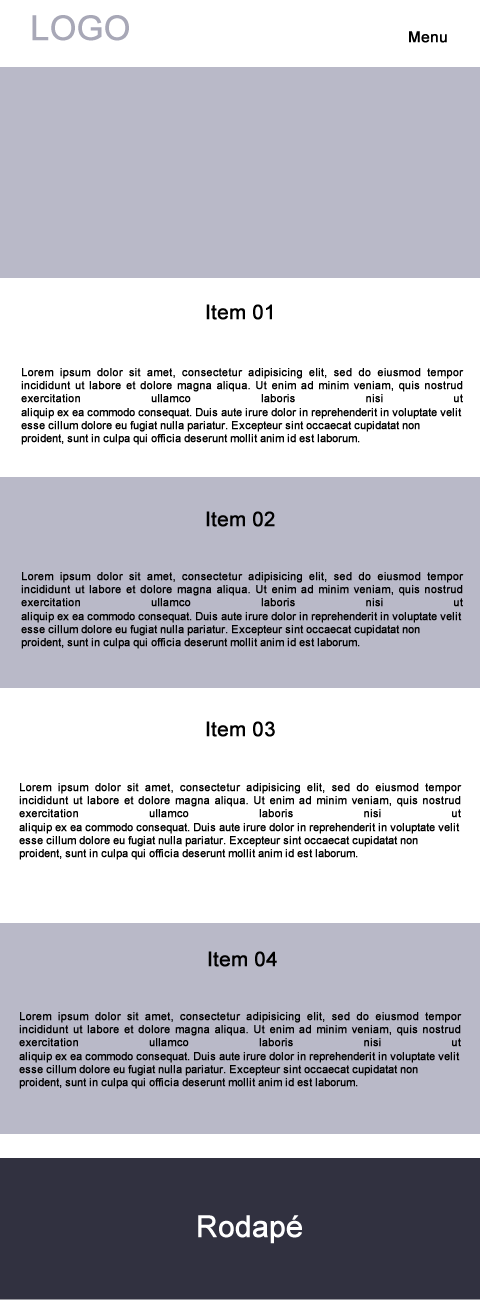 LOGO
Menu
Item 01
Lorem ipsum dolor sit amet, consectetur adipisicing elit, sed do eiusmod tempor
incididunt ut labore et dolore magna aliqua. Ut enim ad minim veniam, quis nostrud
exercitation ullamco laboris nisi ut
aliquip ex ea commodo consequat. Duis aute irure dolor in reprehenderit in voluptate velit
esse cillum dolore eu fugiat nulla pariatur. Excepteur sint occaecat cupidatat non
proident, sunt in culpa qui officia deserunt mollit anim id est laborum.
Item 02
Lorem ipsum dolor sit amet, consectetur adipisicing elit, sed do eiusmod tempor
incididunt ut labore et dolore magna aliqua. Ut enim ad minim veniam, quis nostrud
exercitation ullamco laboris nisi ut
aliquip ex ea commodo consequat. Duis aute irure dolor in reprehenderit in voluptate velit
esse cillum dolore eu fugiat nulla pariatur. Excepteur sint occaecat cupidatat non
proident, sunt in culpa qui officia deserunt mollit anim id est laborum.
Item 03
Lorem ipsum dolor sit amet, consectetur adipisicing elit, sed do eiusmod tempor
incididunt ut labore et dolore magna aliqua. Ut enim ad minim veniam, quis nostrud
exercitation ullamco laboris nisi ut
aliquip ex ea commodo consequat. Duis aute irure dolor in reprehenderit in voluptate velit
esse cillum dolore eu fugiat nulla pariatur. Excepteur sint occaecat cupidatat non
proident, sunt in culpa qui officia deserunt mollit anim id est laborum.
Item 04
Lorem ipsum dolor sit amet, consectetur adipisicing elit, sed do eiusmod tempor
incididunt ut labore et dolore magna aliqua. Ut enim ad minim veniam, quis nostrud
exercitation ullamco laboris nisi ut
aliquip ex ea commodo consequat. Duis aute irure dolor in reprehenderit in voluptate velit
esse cillum dolore eu fugiat nulla pariatur. Excepteur sint occaecat cupidatat non
proident, sunt in culpa qui officia deserunt mollit anim id est laborum.
Rodapé